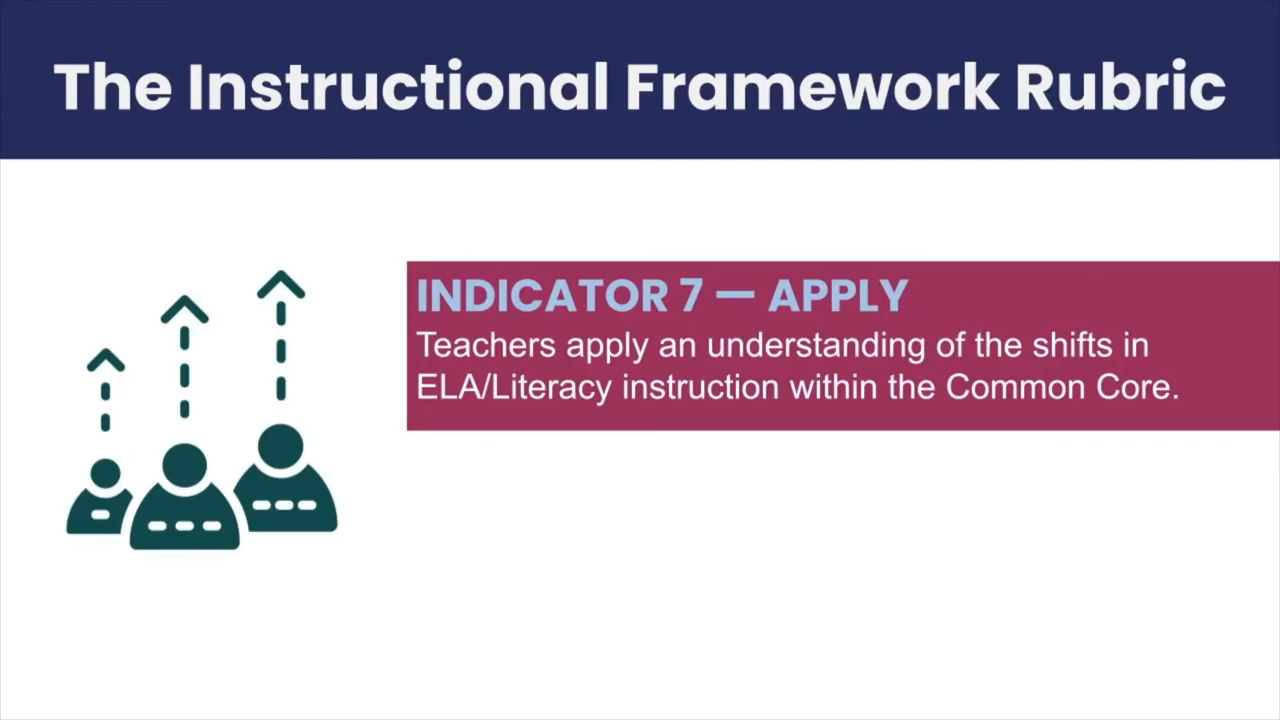 The Instructional Framework Rubric
INDICATOR 7 — APPLY
Teachers apply an understanding of the shifts in
ELA/Literacy instruction within the Common Core.